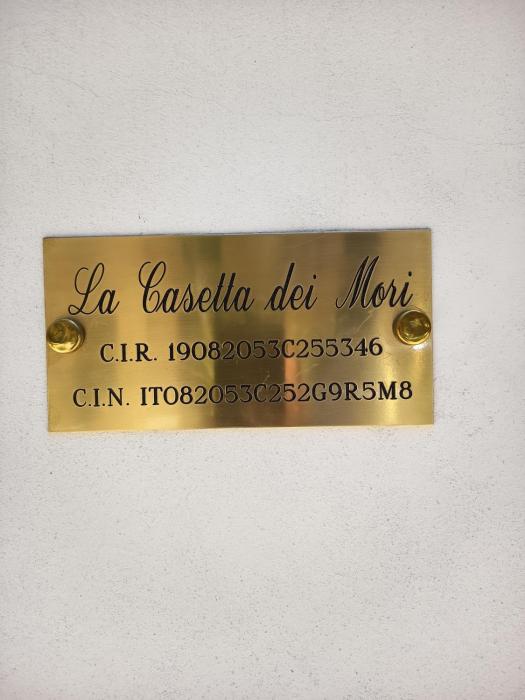 La Casetta dei Mori
C.I.R. 19082053C255346
C.I.N. IT082053C252G9R5M8